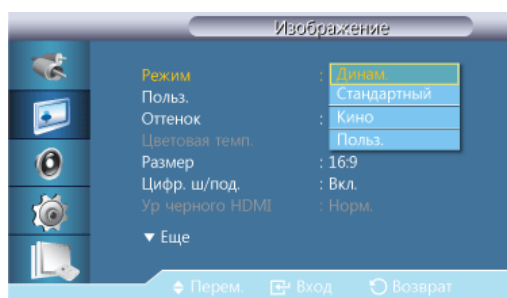 Изображение
Режим : Динам.
Польз. Стандартный
Оттенок : Кино
Цветовая темп. Польз.
Размер : 16:9
Цифр. ш/под. : Вкл.
Ур черного HDMI : Норм.
▼ Еще
Перем. Вход Возврат